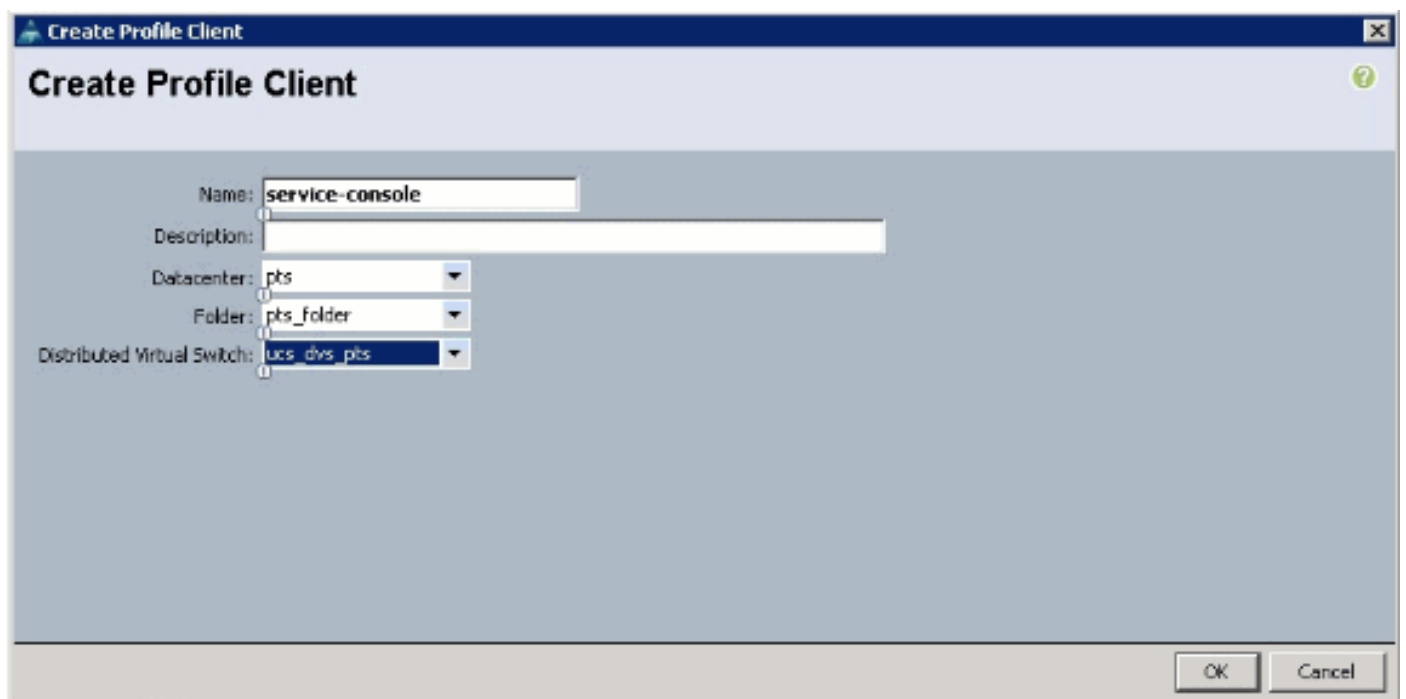 Create Profile Client
Create Profile Client
?
Name: service-console
Description:
Datacenter: pts
Folder: pts_folder
Distributed Virtual Switch: ucs_dvs_pts
OK Cancel